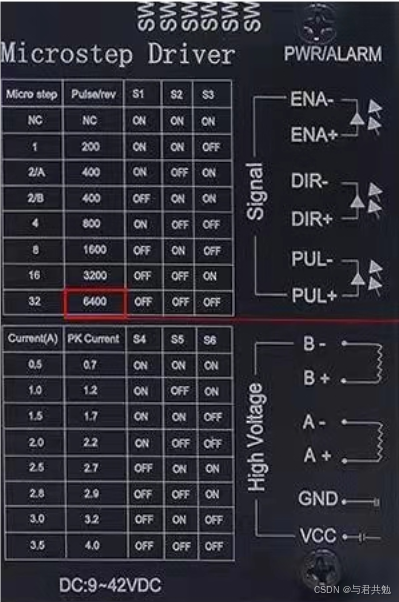 SW
SW
SW
SW
SW
SW
Microstep Driver
PWR/ALARM
Micro step Pulse/rev S1 S2 S3
NC NC ON ON ON
1 200 ON ON OFF
2/A 400 ON OFF ON
2/B 400 OFF ON ON
4 800 ON OFF OFF
8 1600 OFF ON OFF
16 3200 OFF OFF ON
32 6400 OFF OFF OFF
Signal
ENA-
ENA+
DIR-
DIR+
PUL-
PUL+
Current(A) PK Current S4 S5 S6
0.5 0.7 ON ON ON
1.0 1.2 ON OFF ON
1.5 1.7 ON ON OFF
2.0 2.2 ON OFF OFF
2.5 2.7 OFF ON ON
2.8 2.9 OFF OFF ON
3.0 3.2 OFF ON OFF
3.5 4.0 OFF OFF OFF
High Voltage
B -
B +
A -
A +
GND
VCC
DC:9~42VDC
CSDN @与君共勉